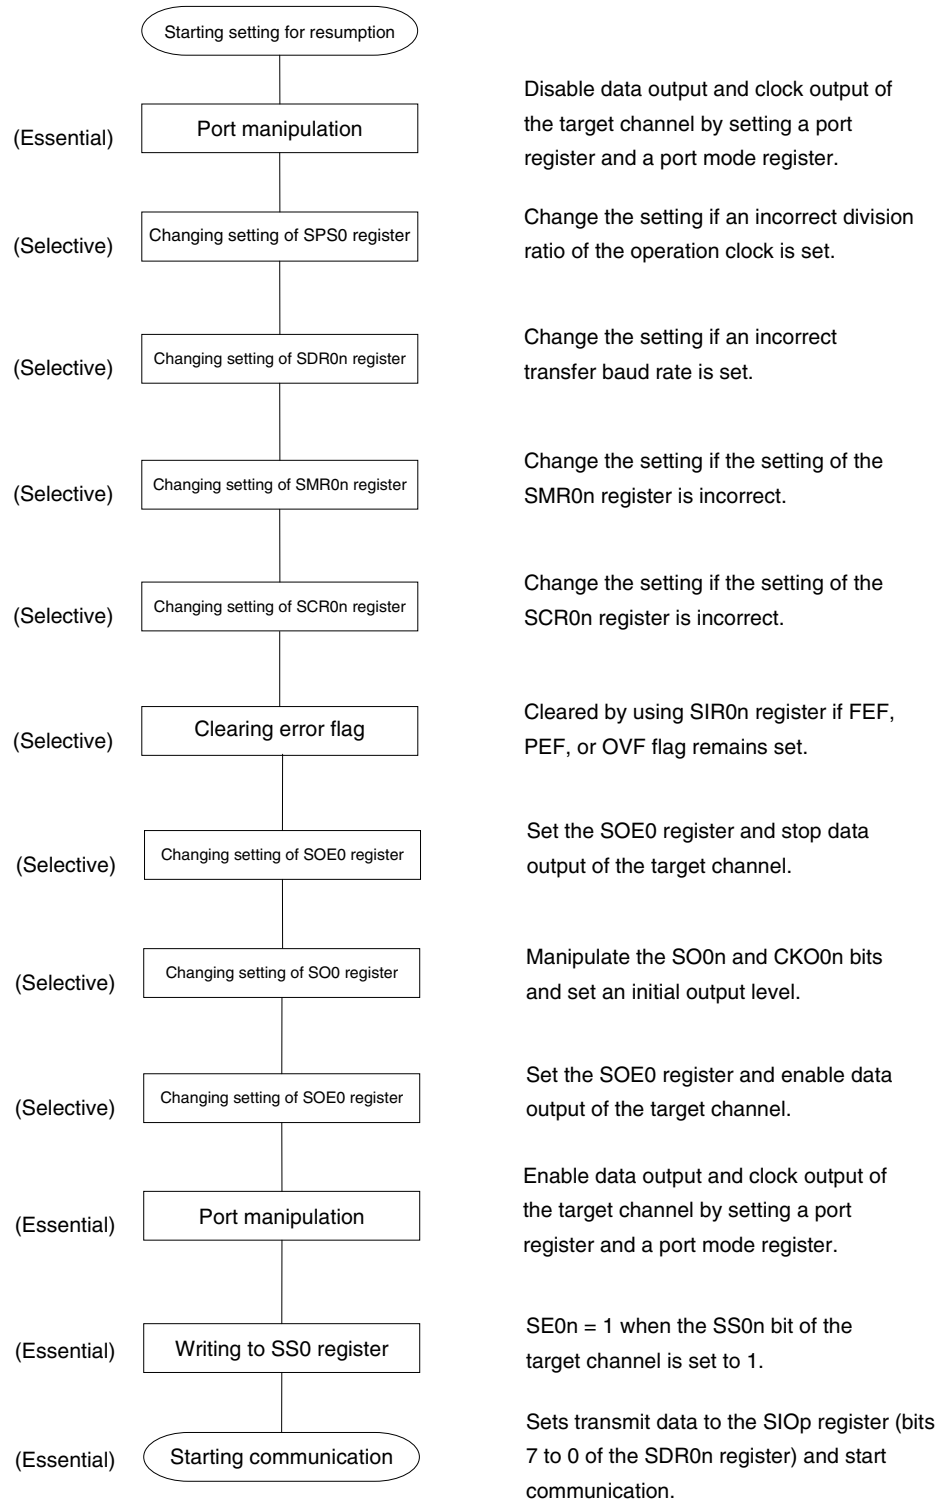 Starting setting for resumption
(Essential)
Port manipulation
Disable data output and clock output of
the target channel by setting a port
register and a port mode register.
(Selective)
Changing setting of SPS0 register
Change the setting if an incorrect division
ratio of the operation clock is set.
(Selective)
Changing setting of SDR0n register
Change the setting if an incorrect
transfer baud rate is set.
(Selective)
Changing setting of SMR0n register
Change the setting if the setting of the
SMR0n register is incorrect.
(Selective)
Changing setting of SCR0n register
Change the setting if the setting of the
SCR0n register is incorrect.
(Selective)
Clearing error flag
Cleared by using SIR0n register if FEF,
PEF, or OVF flag remains set.
(Selective)
Changing setting of SOE0 register
Set the SOE0 register and stop data
output of the target channel.
(Selective)
Changing setting of SO0 register
Manipulate the SO0n and CKO0n bits
and set an initial output level.
(Selective)
Changing setting of SOE0 register
Set the SOE0 register and enable data
output of the target channel.
(Essential)
Port manipulation
Enable data output and clock output of
the target channel by setting a port
register and a port mode register.
(Essential)
Writing to SS0 register
SE0n = 1 when the SS0n bit of the
target channel is set to 1.
(Essential)
Starting communication
Sets transmit data to the SIOp register (bits
7 to 0 of the SDR0n register) and start
communication.